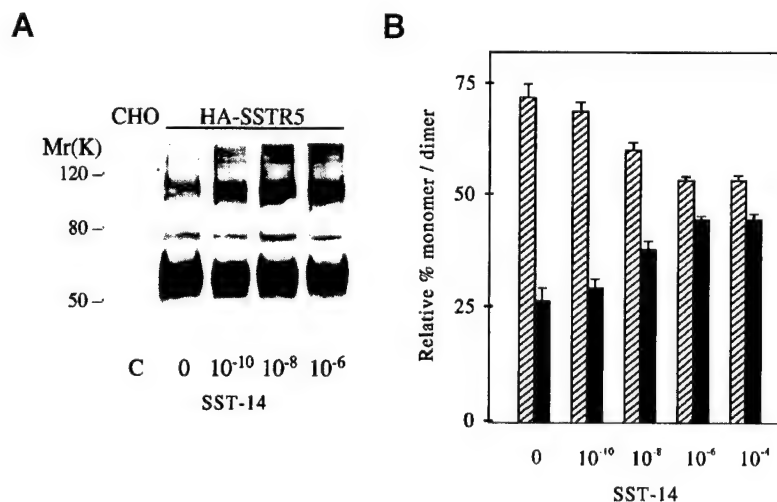 A
CHO HA-SSTR5
Mr(K)
120 –
80 –
50 –
C 0 10⁻¹⁰ 10⁻⁸ 10⁻⁶
SST-14
B
Relative % monomer / dimer
75
50
25
0
0 10⁻¹⁰ 10⁻⁸ 10⁻⁶ 10⁻⁴
SST-14